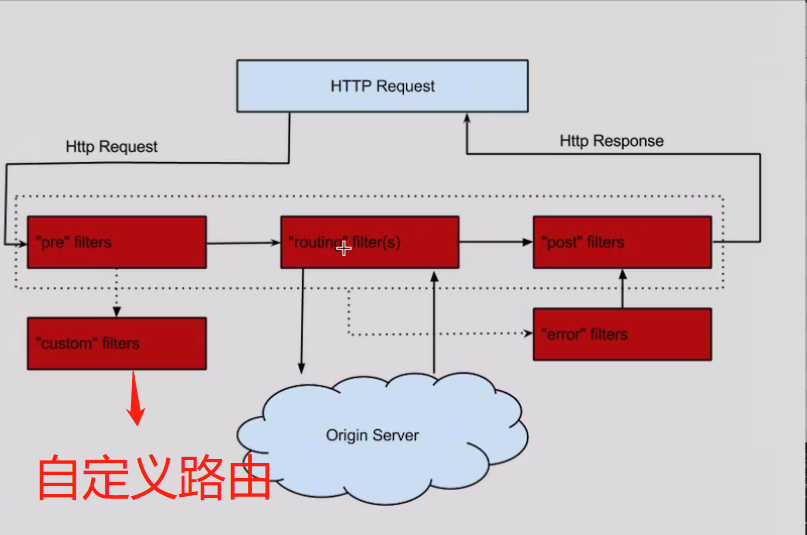 HTTP Request
Http Request
Http Response
"pre" filters
"routing" filter(s)
"post" filters
"custom" filters
"error" filters
Origin Server
自定义路由